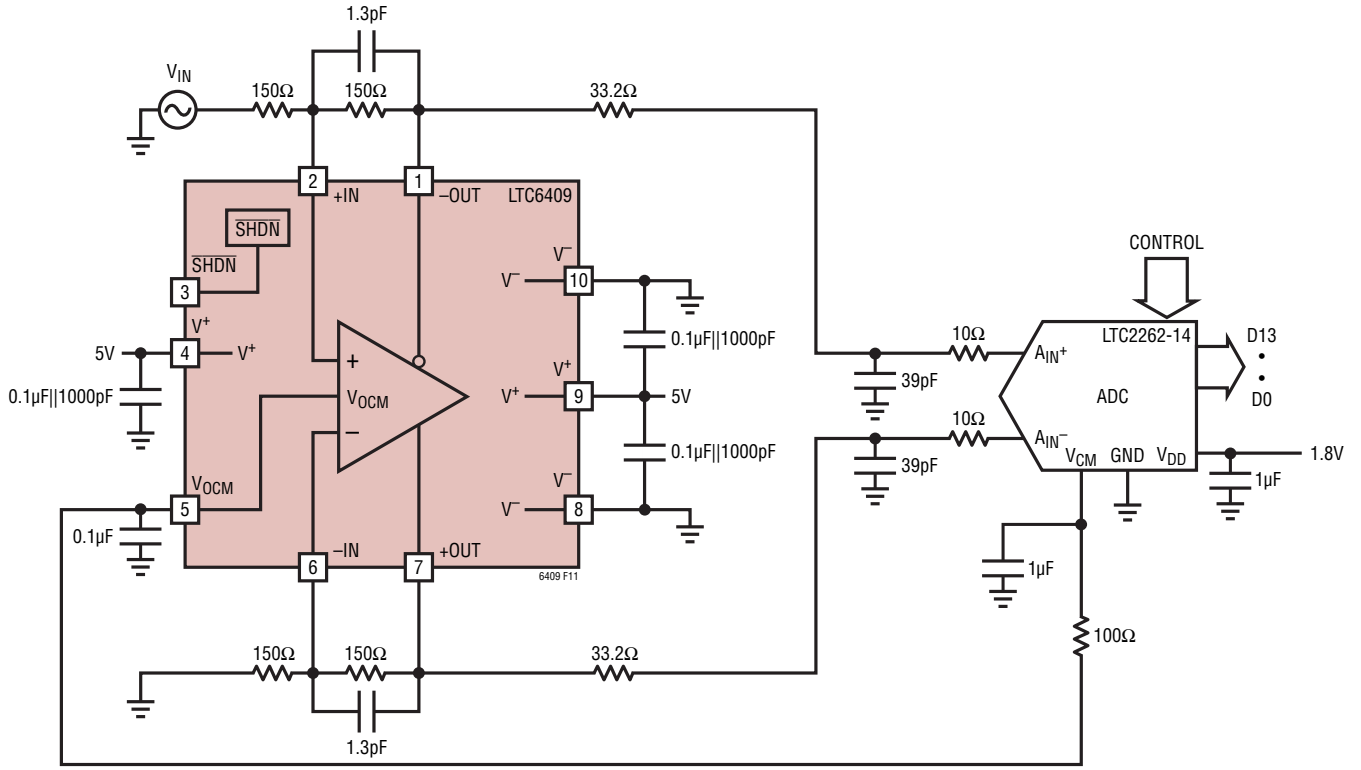 1.3pF
V_IN
150Ω
150Ω
33.2Ω
2
+IN
1
–OUT
LTC6409
SHDN
SHDN
3
V+
5V
4
V+
0.1µF||1000pF
V–
V–
10
0.1µF||1000pF
V+
V+
9
5V
0.1µF||1000pF
V–
V–
8
+
V_OCM
–
V_OCM
5
0.1µF
–IN
6
+OUT
7
6409 F11
150Ω
150Ω
33.2Ω
1.3pF
CONTROL
10Ω
A_IN+
LTC2262-14
D13
•
•
D0
39pF
ADC
10Ω
A_IN–
39pF
V_CM
GND
V_DD
1.8V
1µF
1µF
100Ω